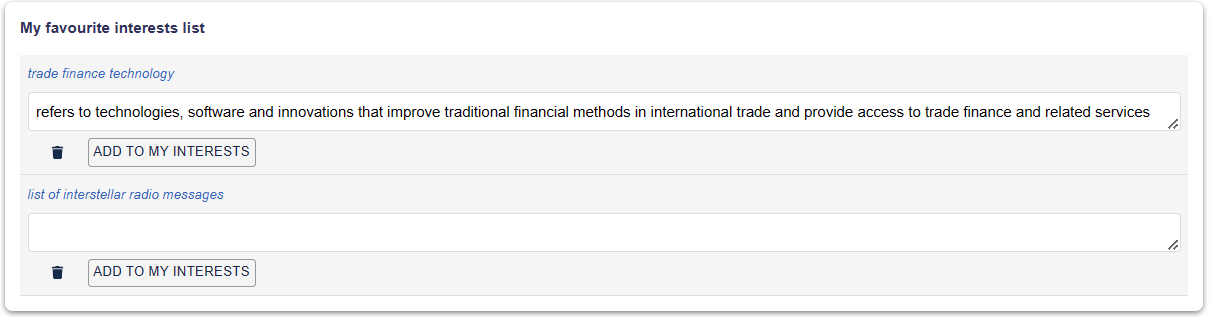 My favourite interests list
trade finance technology
refers to technologies, software and innovations that improve traditional financial methods in international trade and provide access to trade finance and related services
ADD TO MY INTERESTS
list of interstellar radio messages
ADD TO MY INTERESTS